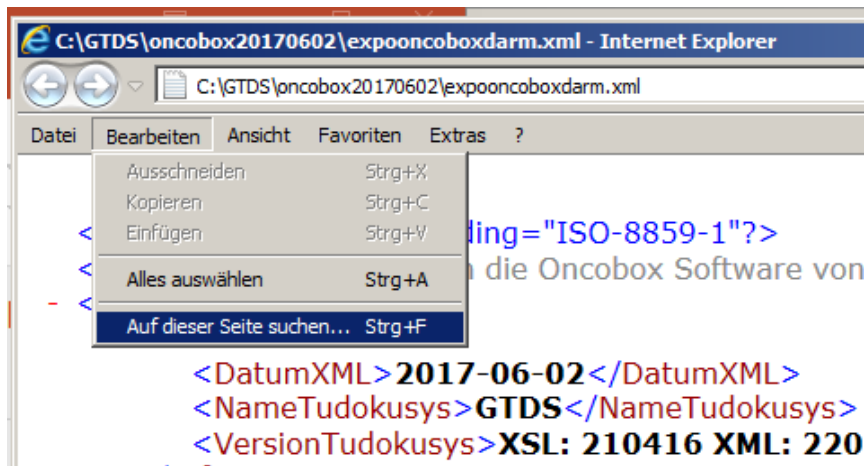 C:\GTDS\oncobox20170602\expooncoboxdarm.xml - Internet Explorer
C:\GTDS\oncobox20170602\expooncoboxdarm.xml
Datei Bearbeiten Ansicht Favoriten Extras ?
Ausschneiden Strg+X
Kopieren Strg+C
< Einfügen Strg+V ding="ISO-8859-1"?>
< Alles auswählen Strg+A n die Oncobox Software von
- <
Auf dieser Seite suchen... Strg+F
<DatumXML>2017-06-02</DatumXML>
<NameTudokusys>GTDS</NameTudokusys>
<VersionTudokusys>XSL: 210416 XML: 220